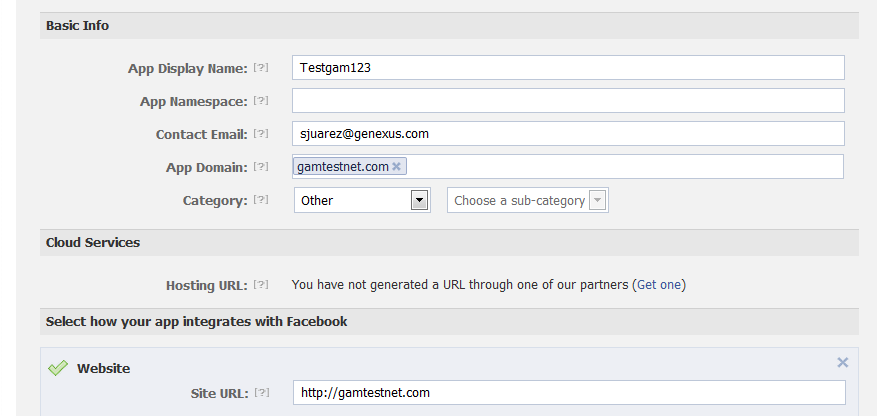 Basic Info
App Display Name: [?] Testgam123
App Namespace: [?]
Contact Email: [?] sjuarez@genexus.com
App Domain: [?] gamtestnet.com ×
Category: [?] Other Choose a sub-category
Cloud Services
Hosting URL: [?] You have not generated a URL through one of our partners (Get one)
Select how your app integrates with Facebook
Website
Site URL: [?] http://gamtestnet.com